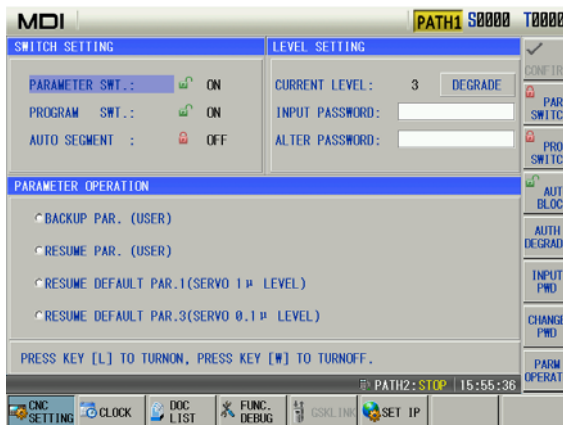 MDI PATH1 S0000 T0000
SWITCH SETTING
PARAMETER SWT.: ON
PROGRAM SWT.: ON
AUTO SEGMENT : OFF
LEVEL SETTING
CURRENT LEVEL: 3 DEGRADE
INPUT PASSWORD:
ALTER PASSWORD:
PARAMETER OPERATION
BACKUP PAR. (USER)
RESUME PAR. (USER)
RESUME DEFAULT PAR.1(SERVO 1μ LEVEL)
RESUME DEFAULT PAR.3(SERVO 0.1μ LEVEL)
PRESS KEY [L] TO TURNON, PRESS KEY [W] TO TURNOFF.
PATH2:STOP 15:55:36
CONFIR
PAR
SWITC
PRO
SWITC
AUT
BLOC
AUTH
DEGRAD
INPUT
PWD
CHANGE
PWD
PARM
OPERAT
CNC
SETTING
CLOCK
DOC
LIST
FUNC.
DEBUG
GSKLINK
SET IP